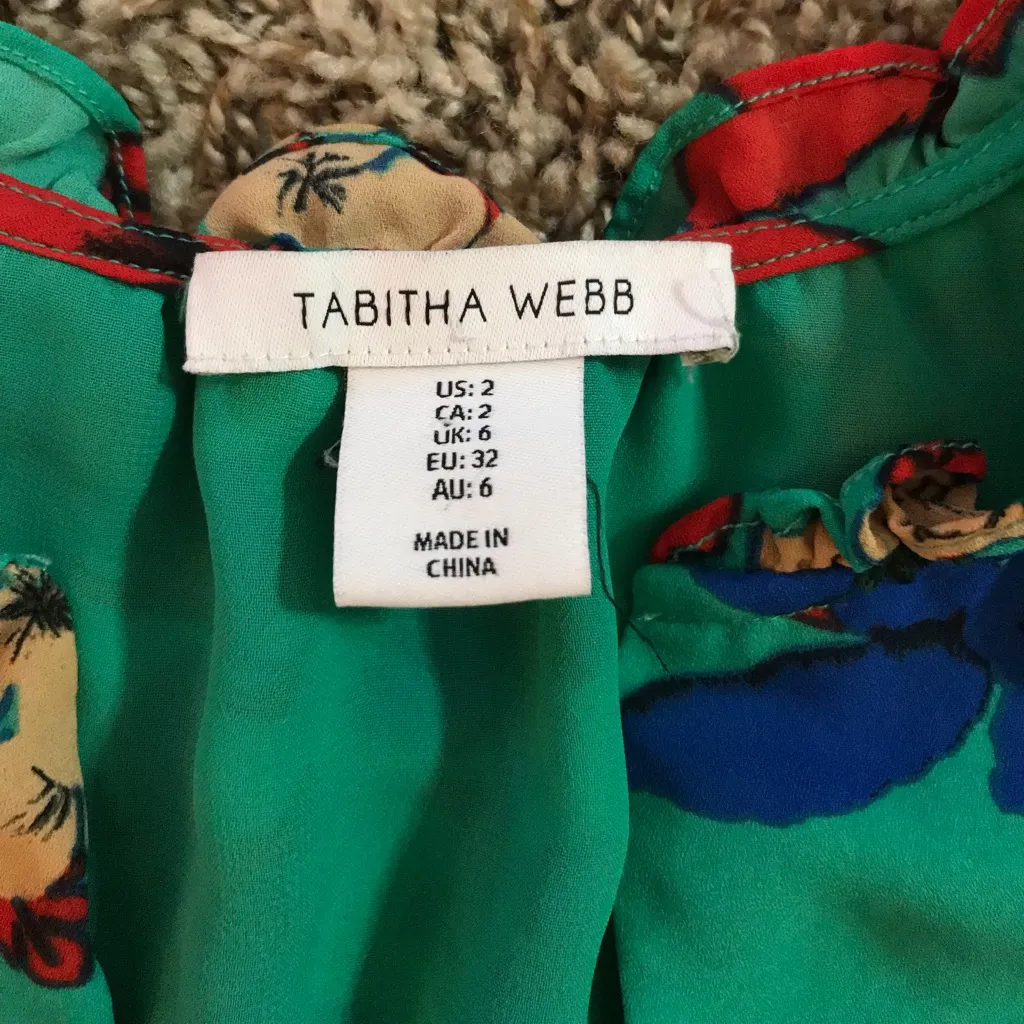 TABITHA WEBB
US: 2
CA: 2
UK: 6
EU: 32
AU: 6
MADE IN
CHINA